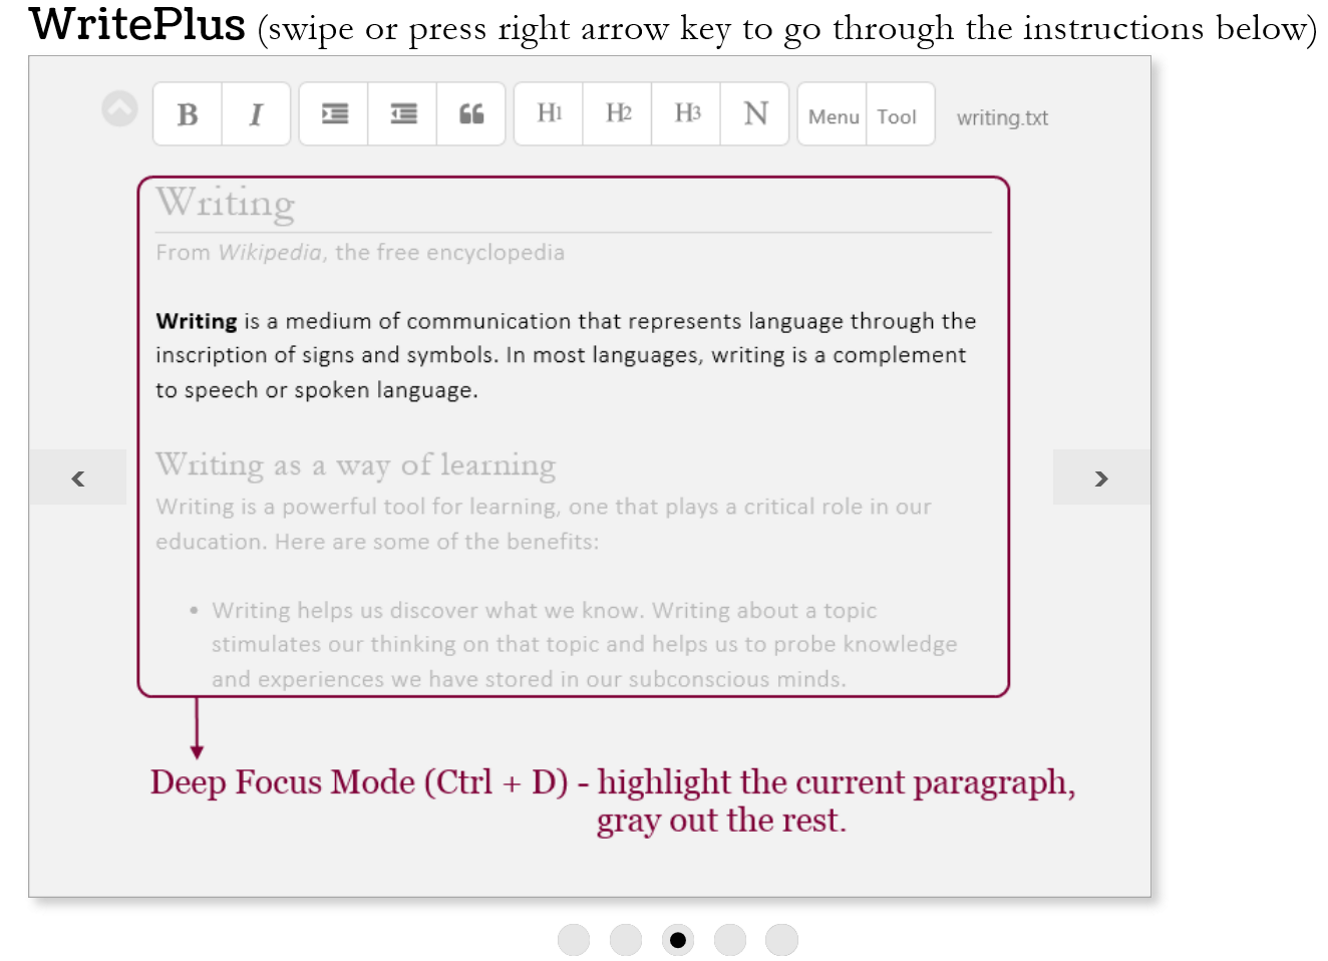 WritePlus (swipe or press right arrow key to go through the instructions below)
B I H1 H2 H3 N Menu Tool writing.txt
Writing
From Wikipedia, the free encyclopedia
Writing is a medium of communication that represents language through the
inscription of signs and symbols. In most languages, writing is a complement
to speech or spoken language.
Writing as a way of learning
Writing is a powerful tool for learning, one that plays a critical role in our
education. Here are some of the benefits:
• Writing helps us discover what we know. Writing about a topic
stimulates our thinking on that topic and helps us to probe knowledge
and experiences we have stored in our subconscious minds.
Deep Focus Mode (Ctrl + D) - highlight the current paragraph,
gray out the rest.